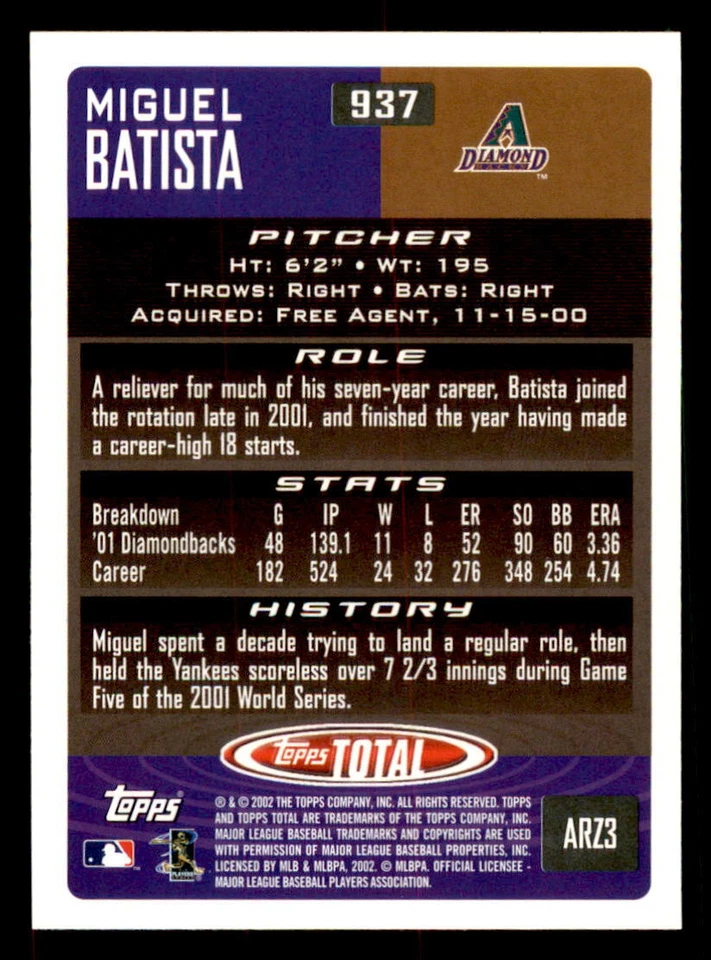 MIGUEL
BATISTA
937
A
DIAMOND
BACKS
™
PITCHER
HT: 6'2" • WT: 195
THROWS: RIGHT • BATS: RIGHT
ACQUIRED: FREE AGENT, 11-15-00
ROLE
A reliever for much of his seven-year career, Batista joined
the rotation late in 2001, and finished the year having made
a career-high 18 starts.
STATS
Breakdown G IP W L ER SO BB ERA
'01 Diamondbacks 48 139.1 11 8 52 90 60 3.36
Career 182 524 24 32 276 348 254 4.74
HISTORY
Miguel spent a decade trying to land a regular role, then
held the Yankees scoreless over 7 2/3 innings during Game
Five of the 2001 World Series.
Topps TOTAL
Topps®
® & © 2002 THE TOPPS COMPANY, INC. ALL RIGHTS RESERVED. TOPPS
AND TOPPS TOTAL ARE TRADEMARKS OF THE TOPPS COMPANY, INC.
MAJOR LEAGUE BASEBALL TRADEMARKS AND COPYRIGHTS ARE USED
WITH PERMISSION OF MAJOR LEAGUE BASEBALL PROPERTIES, INC.
LICENSED BY MLB & MLBPA, 2002. © MLBPA. OFFICIAL LICENSEE -
MAJOR LEAGUE BASEBALL PLAYERS ASSOCIATION.
PLAYERS
ARZ3